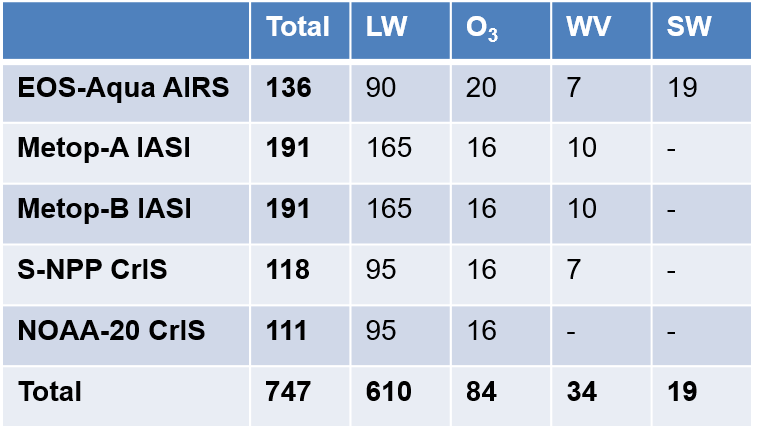 Total LW O₃ WV SW
EOS-Aqua AIRS 136 90 20 7 19
Metop-A IASI 191 165 16 10 -
Metop-B IASI 191 165 16 10 -
S-NPP CrIS 118 95 16 7 -
NOAA-20 CrIS 111 95 16 - -
Total 747 610 84 34 19